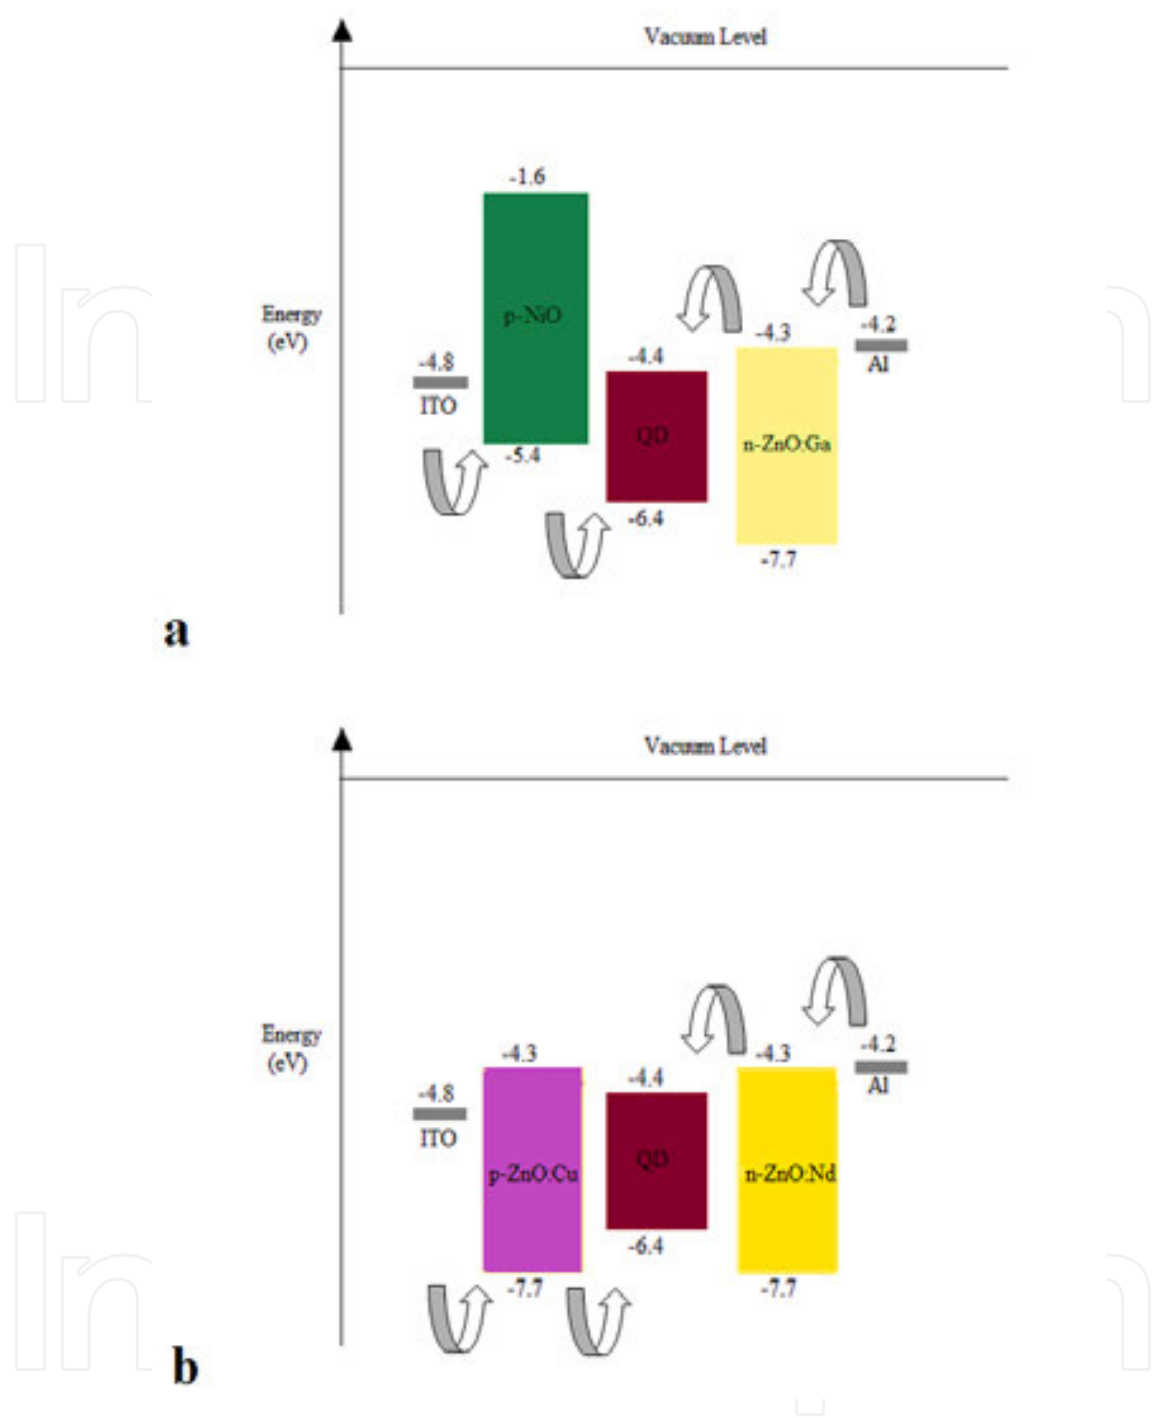 Vacuum Level
-1.6
p-NiO
Energy
(eV)
-4.8
ITO
-5.4
-4.4
QD
-6.4
-4.3
n-ZnO:Ga
-7.7
-4.2
Al
a
Vacuum Level
Energy
(eV)
-4.8
ITO
-4.3
p-ZnO:Cu
-7.7
-4.4
QD
-6.4
-4.3
n-ZnO:Nd
-7.7
-4.2
Al
b